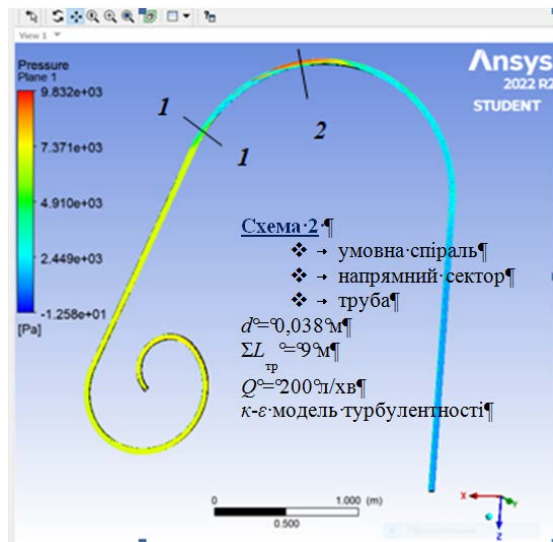 View 1
Pressure
Plane 1
9.832e+03
7.371e+03
4.910e+03
2.449e+03
-1.258e+01
[Pa]
Ansys
2022 R2
STUDENT
1
1
2
Схема·2·¶
❖ → умовна·спіраль¶
❖ → напрямний·сектор¶
❖ → труба¶
d°=°0,038°м¶
ΣLтр°=°9°м¶
Q°=°200°л/хв¶
κ-ε·модель·турбулентності¶
0
1.000 (m)
0.500
X
Y
Z